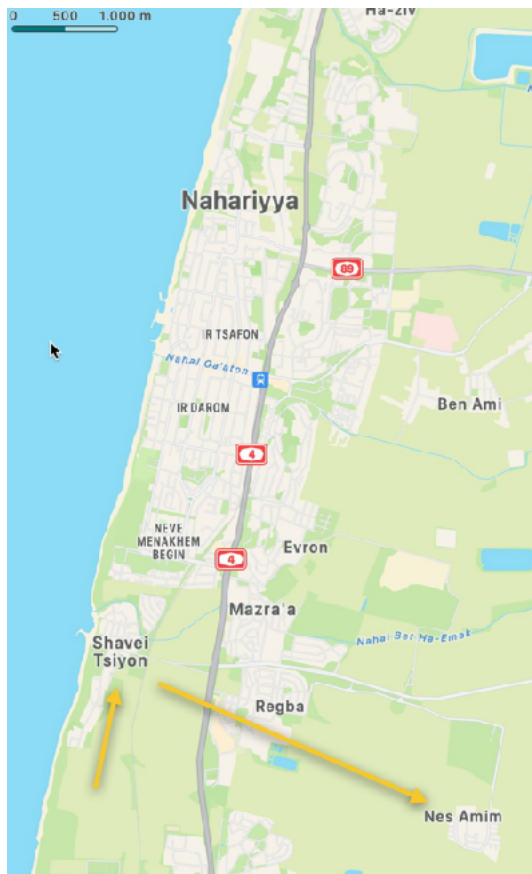 0 500 1.000 m
Ha-Ziv
Nahariyya
89
IR TSAFON
Nahal Ga'aton
IR DAROM
Ben Ami
4
NEVE
MENAKHEM
BEGIN
Evron
4
Mazra'a
Shavei
Tsiyon
Nahal Bet Ha-Emek
Regba
Nes Amim